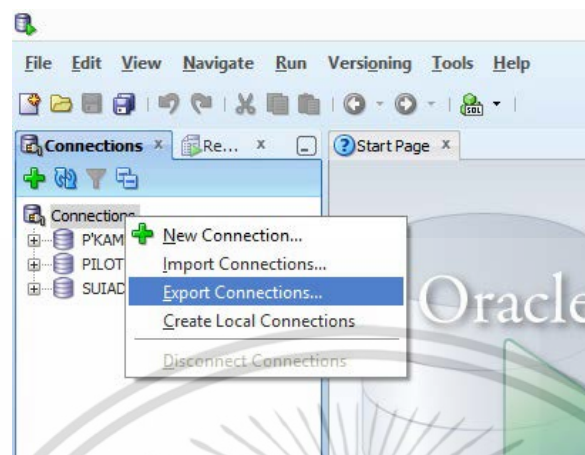 File Edit View Navigate Run Versioning Tools Help
SQL
Connections x Re... x Start Page x
Connections
P'KAM
PILOT
SUIAD
New Connection...
Import Connections...
Export Connections...
Create Local Connections
Disconnect Connections
Oracle